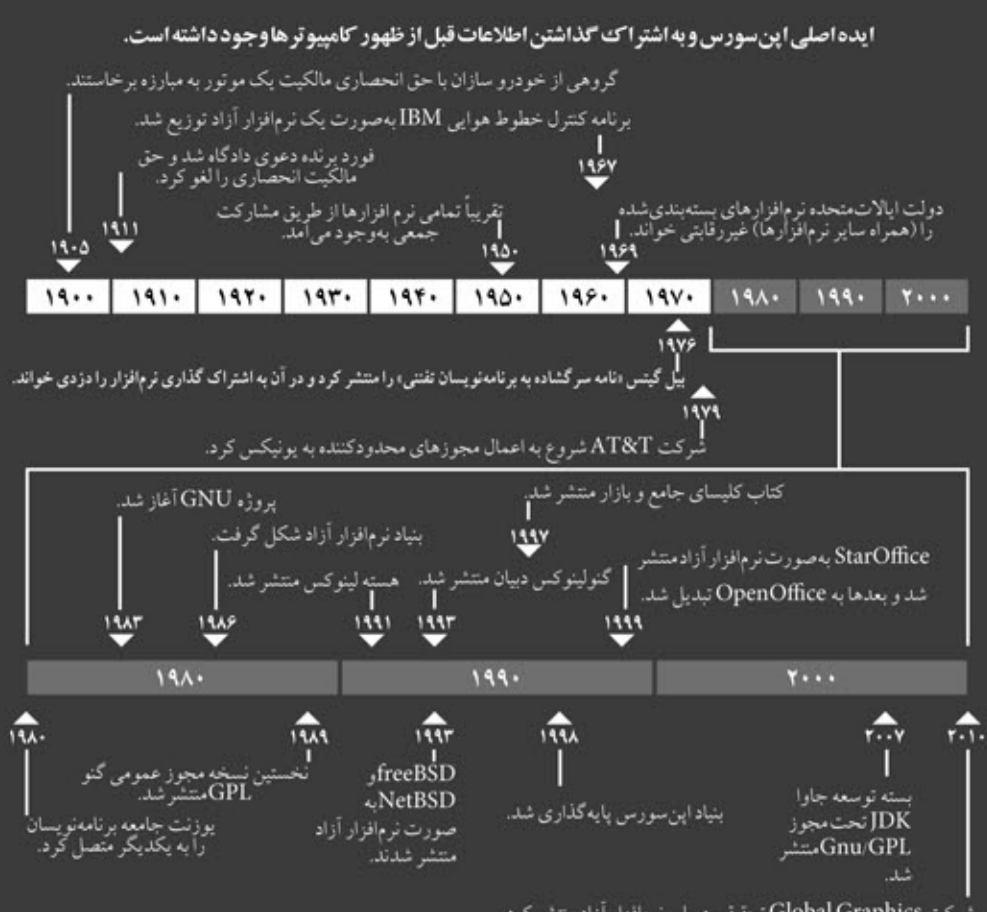 ایده اصلی اپن سورس و به اشتراک گذاشتن اطلاعات قبل از ظهور کامپیوترها وجود داشته است.
گروهی از خودرو سازان با حق انحصاری مالکیت یک موتور به مبارزه برخاستند.
برنامه کنترل خطوط هوایی IBM به‌صورت یک نرم‌افزار آزاد توزیع شد.
۱۹۶۷
فورد برنده دعوی دادگاه شد و حق
مالکیت انحصاری را لغو کرد.
دولت ایالات‌متحده نرم‌افزارهای بسته‌بندی‌شده
را (همراه سایر نرم‌افزارها) غیررقابتی خواند.
تقریباً تمامی نرم افزارها از طریق مشارکت
جمعی به‌وجود می‌آمد.
۱۹۰۵ ۱۹۱۱ ۱۹۵۰ ۱۹۶۹
۱۹۰۰ ۱۹۱۰ ۱۹۲۰ ۱۹۳۰ ۱۹۴۰ ۱۹۵۰ ۱۹۶۰ ۱۹۷۰ ۱۹۸۰ ۱۹۹۰ ۲۰۰۰
۱۹۷۶
بیل گیتس «نامه سرگشاده به برنامه‌نویسان تفننی» را منتشر کرد و در آن به اشتراک گذاری نرم‌افزار را دزدی خواند.
۱۹۷۹
شرکت AT&T شروع به اعمال مجوزهای محدودکننده به یونیکس کرد.
کتاب کلیسای جامع و بازار منتشر شد.
۱۹۹۷
پروژه GNU آغاز شد.
بنیاد نرم‌افزار آزاد شکل گرفت.
StarOffice به‌صورت نرم‌افزار آزاد منتشر
شد و بعدها به OpenOffice تبدیل شد.
هسته لینوکس منتشر شد.
گنولینوکس دبیان منتشر شد.
۱۹۸۳ ۱۹۸۶ ۱۹۹۱ ۱۹۹۳ ۱۹۹۹
۱۹۸۰ ۱۹۹۰ ۲۰۰۰
۱۹۸۰ ۱۹۸۹ ۱۹۹۳ ۱۹۹۸ ۲۰۰۷ ۲۰۱۰
یوزنت جامعه برنامه‌نویسان
را به یکدیگر متصل کرد.
نخستین نسخه مجوز عمومی گنو
GPL منتشر شد.
freeBSD و
NetBSD به
صورت نرم‌افزار آزاد
منتشر شدند.
بنیاد اپن‌سورس پایه‌گذاری شد.
بسته توسعه جاوا
JDK تحت مجوز
Gnu/GPL منتشر
شد.
Global Graphics